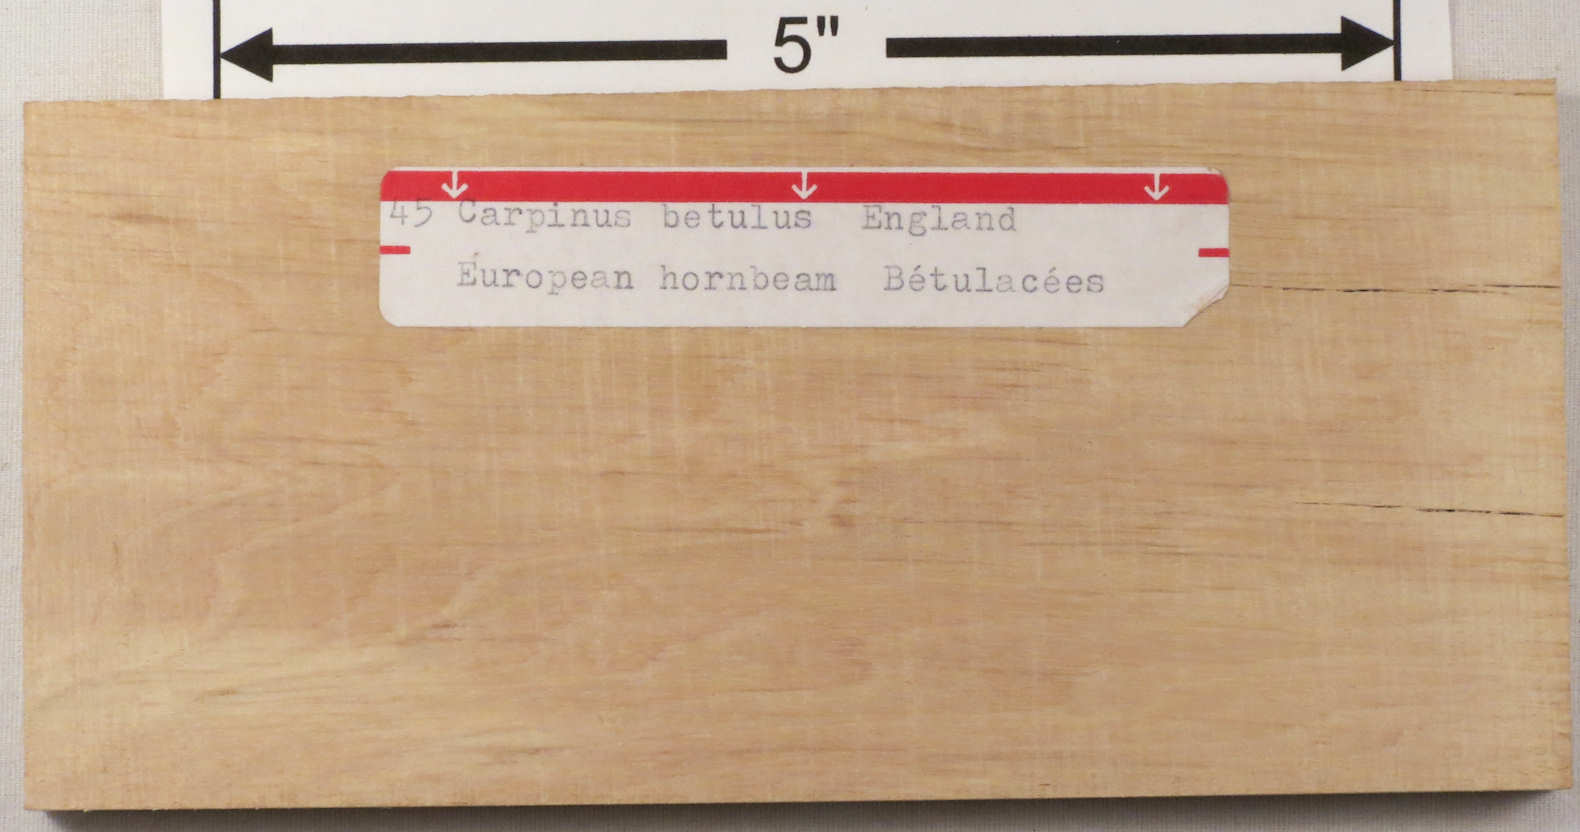 5"
45 Carpinus betulus England
European hornbeam Bétulacées